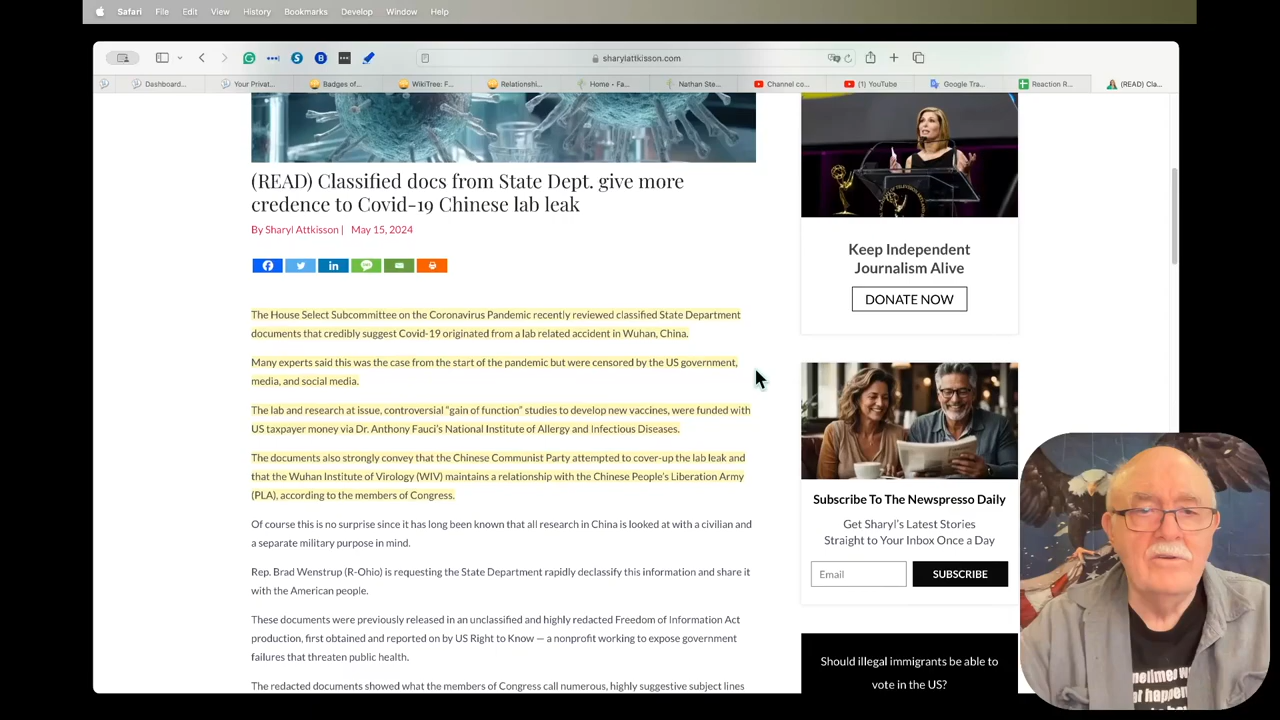 Safari File Edit View History Bookmarks Develop Window Help
sharylattkisson.com
Dashboard... Your Privat... Badges of... WikiTree: F... Relationshi... Home • Fa... Nathan Ste... Channel co... (1) YouTube Google Tra... Reaction R... (READ) Cla...
(READ) Classified docs from State Dept. give more
credence to Covid-19 Chinese lab leak
By Sharyl Attkisson | May 15, 2024
The House Select Subcommittee on the Coronavirus Pandemic recently reviewed classified State Department
documents that credibly suggest Covid-19 originated from a lab related accident in Wuhan, China.
Many experts said this was the case from the start of the pandemic but were censored by the US government,
media, and social media.
The lab and research at issue, controversial “gain of function” studies to develop new vaccines, were funded with
US taxpayer money via Dr. Anthony Fauci’s National Institute of Allergy and Infectious Diseases.
The documents also strongly convey that the Chinese Communist Party attempted to cover-up the lab leak and
that the Wuhan Institute of Virology (WIV) maintains a relationship with the Chinese People’s Liberation Army
(PLA), according to the members of Congress.
Of course this is no surprise since it has long been known that all research in China is looked at with a civilian and
a separate military purpose in mind.
Rep. Brad Wenstrup (R-Ohio) is requesting the State Department rapidly declassify this information and share it
with the American people.
These documents were previously released in an unclassified and highly redacted Freedom of Information Act
production, first obtained and reported on by US Right to Know — a nonprofit working to expose government
failures that threaten public health.
The redacted documents showed what the members of Congress call numerous, highly suggestive subject lines
Keep Independent
Journalism Alive
DONATE NOW
Subscribe To The Newspresso Daily
Get Sharyl’s Latest Stories
Straight to Your Inbox Once a Day
Email
SUBSCRIBE
Should illegal immigrants be able to
vote in the US?